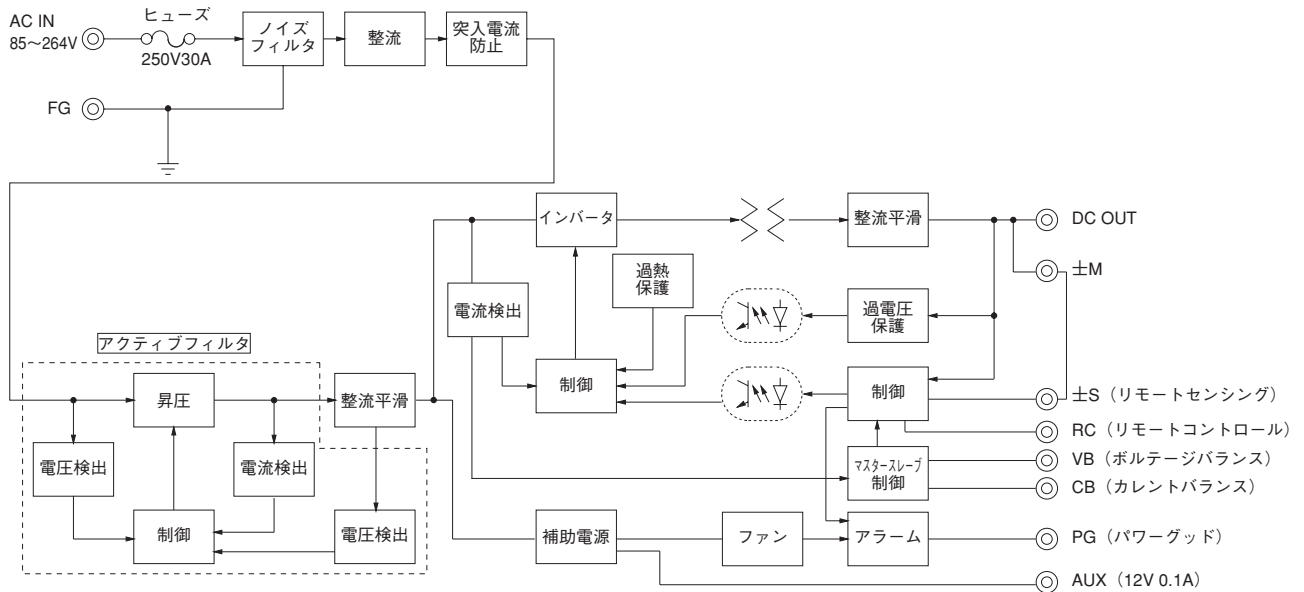 AC IN
85～264V
ヒューズ
250V30A
ノイズ
フィルタ
整流
突入電流
防止
FG
インバータ
整流平滑
DC OUT
±M
過熱
保護
電流検出
過電圧
保護
アクティブフィルタ
制御
制御
昇圧
整流平滑
±S（リモートセンシング）
RC（リモートコントロール）
電圧検出
電流検出
マスタースレーブ
制御
VB（ボルテージバランス）
CB（カレントバランス）
制御
電圧検出
補助電源
ファン
アラーム
PG（パワーグッド）
AUX（12V 0.1A）